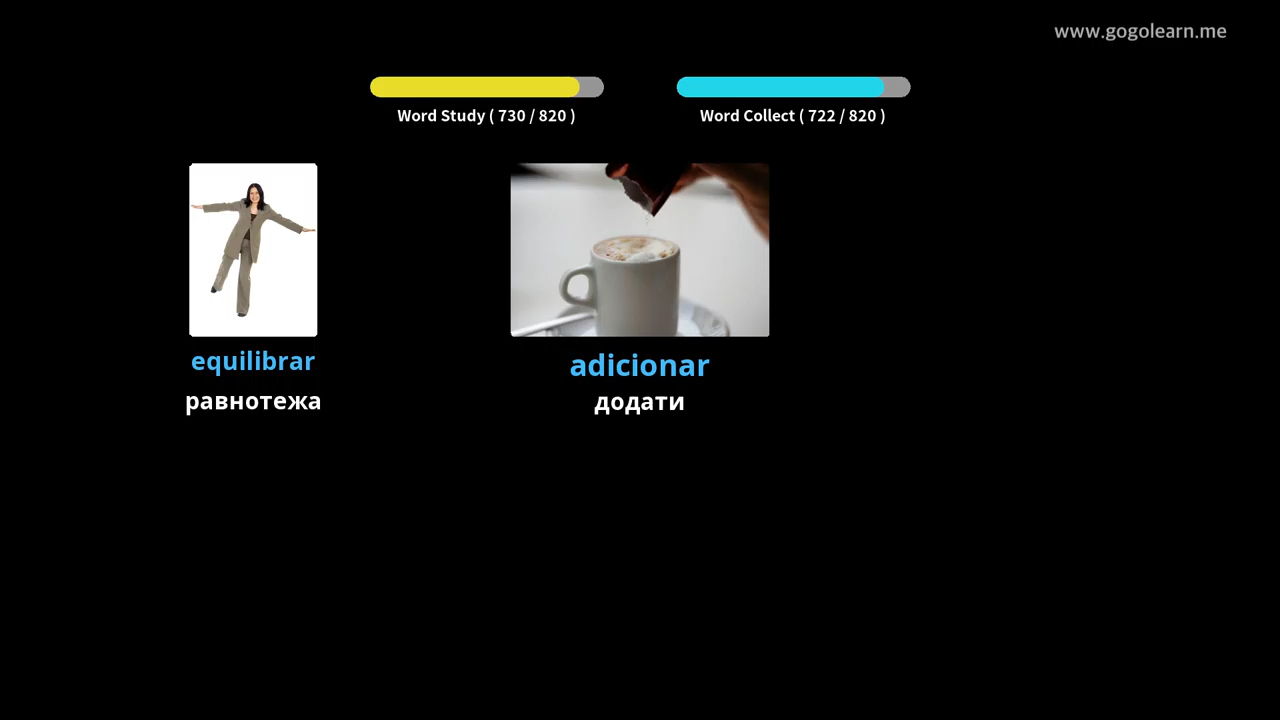 www.gogolearn.me
Word Study ( 730 / 820 )
Word Collect ( 722 / 820 )
equilibrar
равнотежа
adicionar
додати